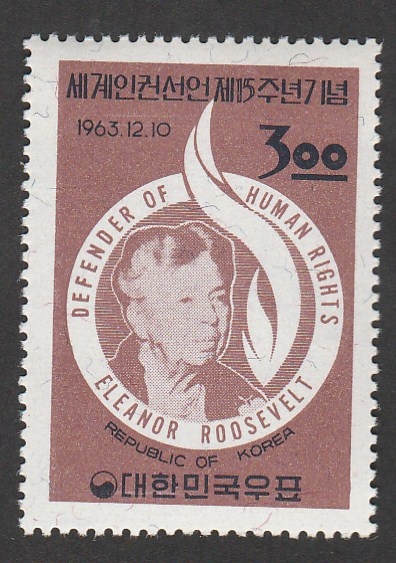 세계인권선언제15주년기념
1963.12.10
3.00
DEFENDER OF HUMAN RIGHTS
ELEANOR ROOSEVELT
REPUBLIC OF KOREA
대한민국우표